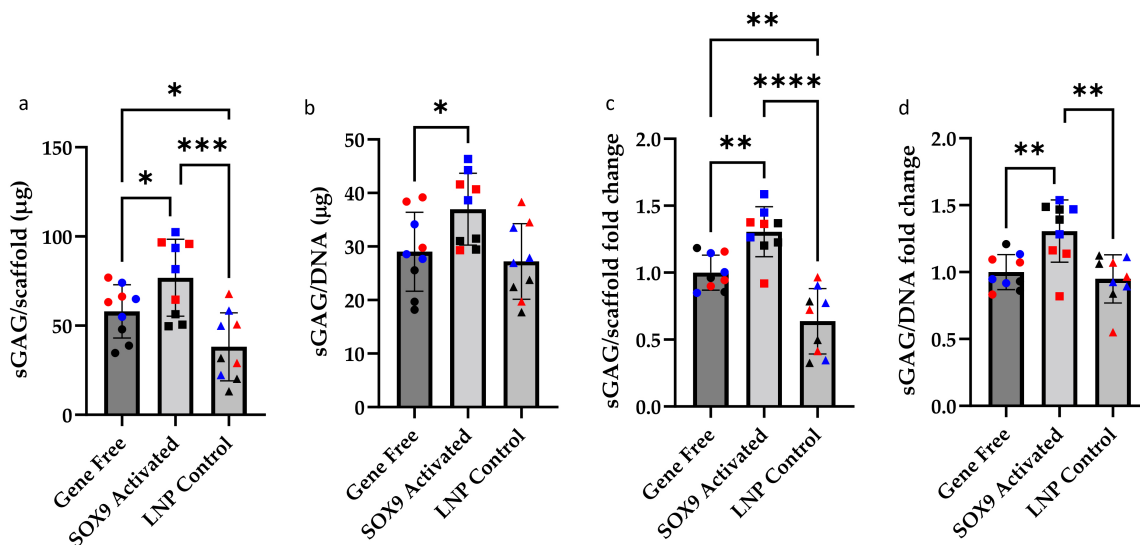 a
sGAG/scaffold (µg)
150
100
50
0
*
*
***
Gene Free
SOX9 Activated
LNP Control
b
sGAG/DNA (µg)
50
40
30
20
10
0
*
Gene Free
SOX9 Activated
LNP Control
c
sGAG/scaffold fold change
2.0
1.5
1.0
0.5
0.0
**
****
**
Gene Free
SOX9 Activated
LNP Control
d
sGAG/DNA fold change
2.0
1.5
1.0
0.5
0.0
**
**
Gene Free
SOX9 Activated
LNP Control